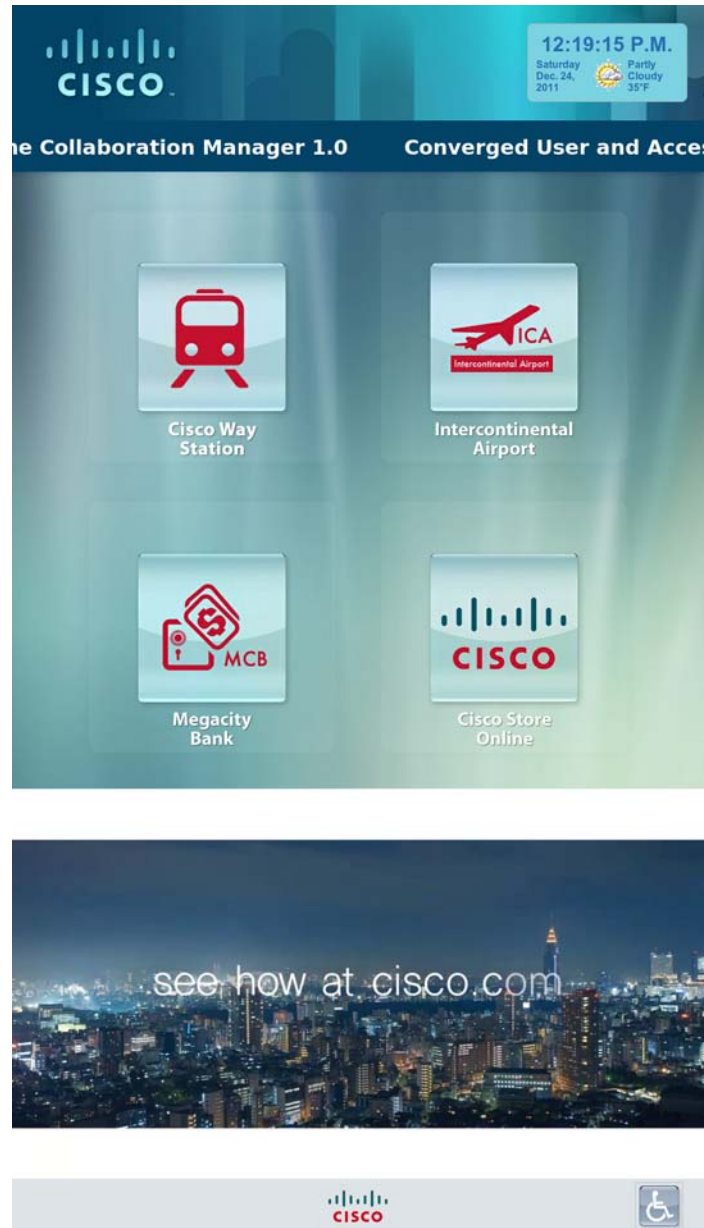 CISCO
12:19:15 P.M.
Saturday
Dec. 24,
2011
Partly
Cloudy
35°F
Collaboration Manager 1.0 Converged User and
ICA
Intercontinental Airport
Cisco Way
Station
Intercontinental
Airport
MCB
CISCO
Megacity
Bank
Cisco Store
Online
see how at cisco.com
CISCO